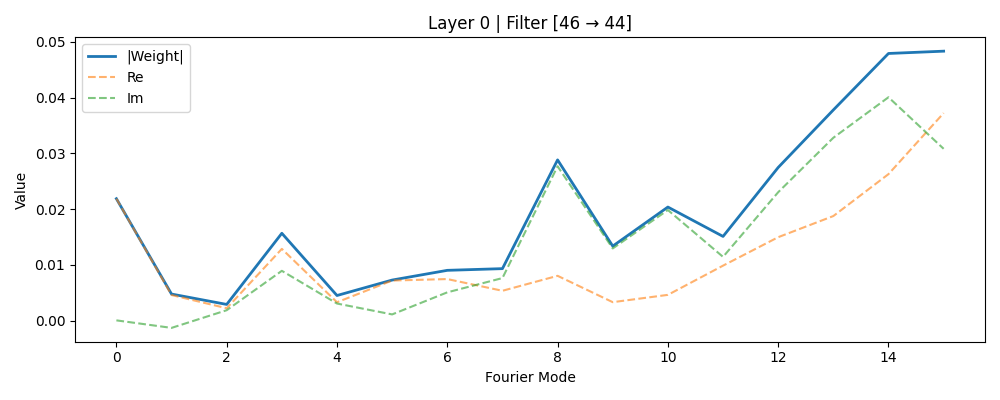 Layer 0 | Filter [46 → 44]
|Weight|
Re
Im
0.05
0.04
0.03
0.02
0.01
0.00
Value
0 2 4 6 8 10 12 14
Fourier Mode